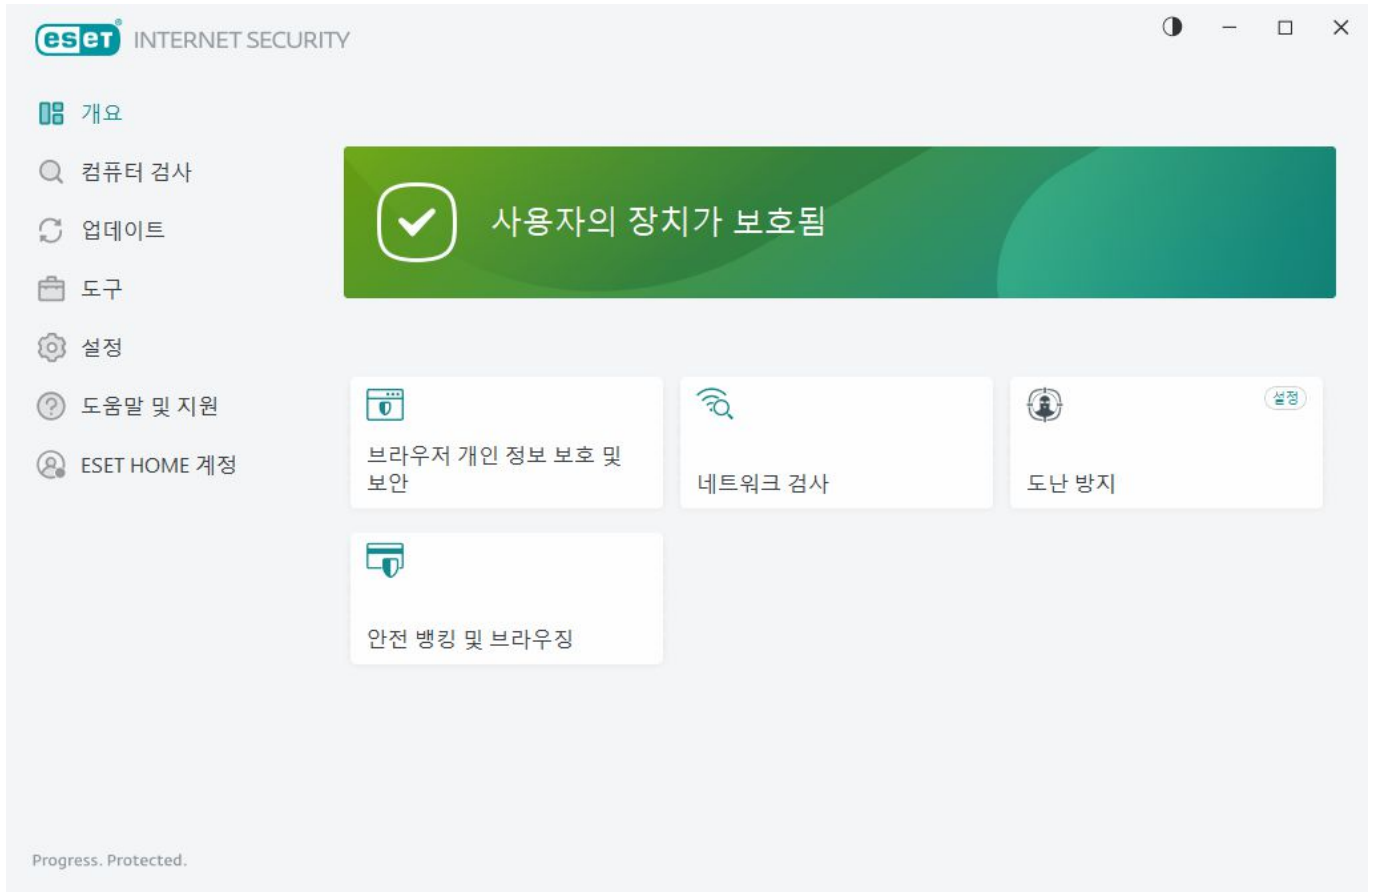 eseT® INTERNET SECURITY
개요
컴퓨터 검사
업데이트
도구
설정
도움말 및 지원
ESET HOME 계정
사용자의 장치가 보호됨
브라우저 개인 정보 보호 및
보안
네트워크 검사
설정
도난 방지
안전 뱅킹 및 브라우징
Progress. Protected.